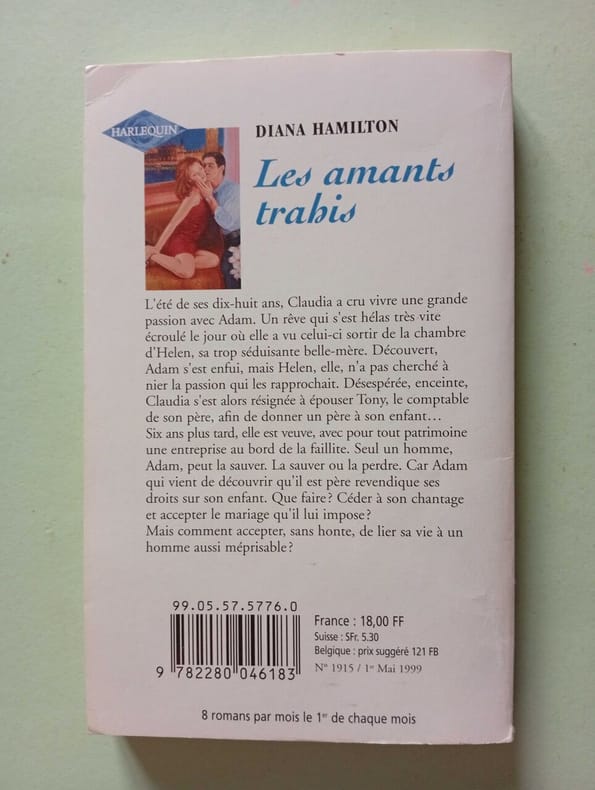 HARLEQUIN
DIANA HAMILTON
Les amants
trahis
L'été de ses dix-huit ans, Claudia a cru vivre une grande
passion avec Adam. Un rêve qui s'est hélas très vite
écroulé le jour où elle a vu celui-ci sortir de la chambre
d'Helen, sa trop séduisante belle-mère. Découvert,
Adam s'est enfui, mais Helen, elle, n'a pas cherché à
nier la passion qui les rapprochait. Désespérée, enceinte,
Claudia s'est alors résignée à épouser Tony, le comptable
de son père, afin de donner un père à son enfant…
Six ans plus tard, elle est veuve, avec pour tout patrimoine
une entreprise au bord de la faillite. Seul un homme,
Adam, peut la sauver. La sauver ou la perdre. Car Adam
qui vient de découvrir qu'il est père revendique ses
droits sur son enfant. Que faire? Céder à son chantage
et accepter le mariage qu'il lui impose?
Mais comment accepter, sans honte, de lier sa vie à un
homme aussi méprisable?
99.05.57.5776.0
9 782280 046183
France : 18,00 FF
Suisse : SFr. 5.30
Belgique : prix suggéré 121 FB
N° 1915 / 1er Mai 1999
8 romans par mois le 1er de chaque mois